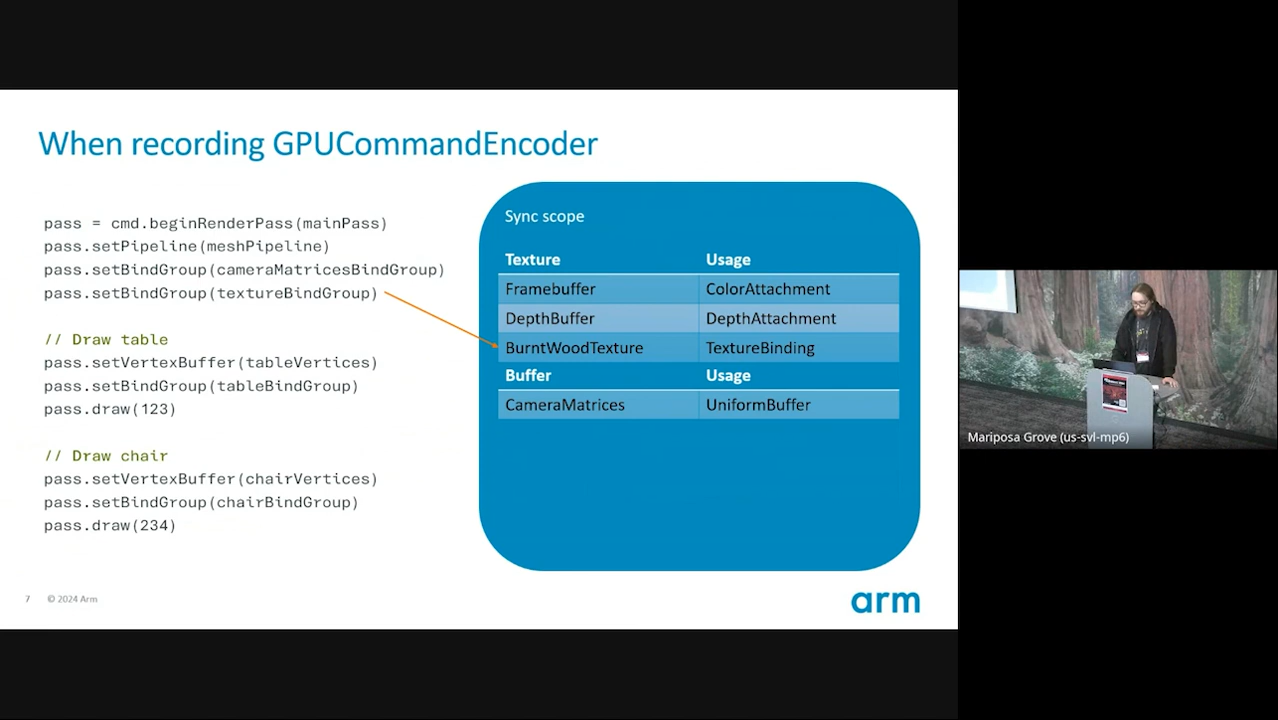 When recording GPUCommandEncoder
pass = cmd.beginRenderPass(mainPass)
pass.setPipeline(meshPipeline)
pass.setBindGroup(cameraMatricesBindGroup)
pass.setBindGroup(textureBindGroup)
// Draw table
pass.setVertexBuffer(tableVertices)
pass.setBindGroup(tableBindGroup)
pass.draw(123)
// Draw chair
pass.setVertexBuffer(chairVertices)
pass.setBindGroup(chairBindGroup)
pass.draw(234)
Sync scope
Texture Usage
Framebuffer ColorAttachment
DepthBuffer DepthAttachment
BurntWoodTexture TextureBinding
Buffer Usage
CameraMatrices UniformBuffer
7 © 2024 Arm
arm
Mariposa Grove (us-svl-mp6)